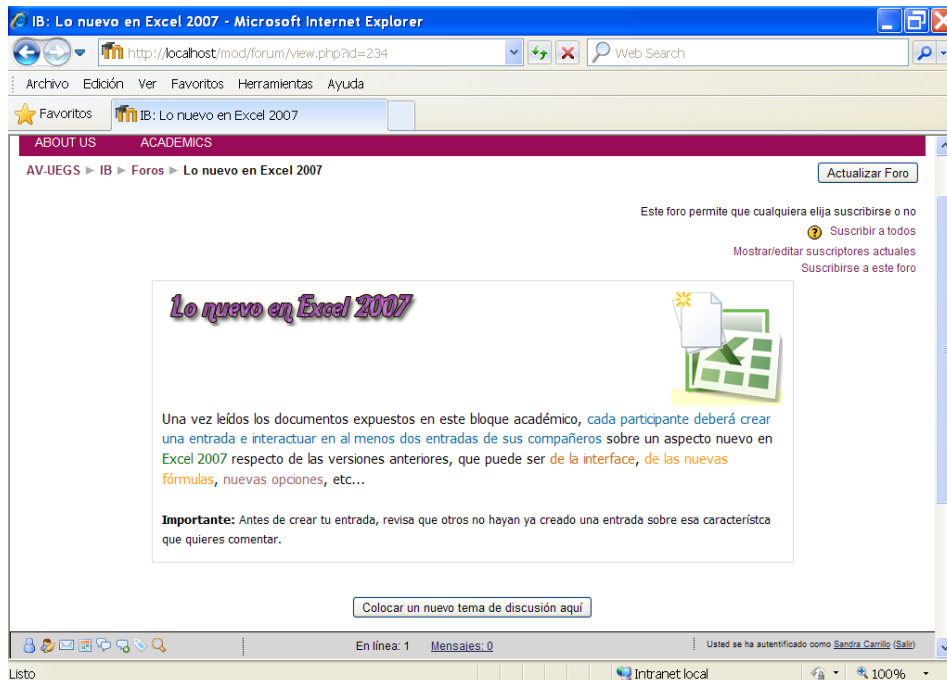 IB: Lo nuevo en Excel 2007 - Microsoft Internet Explorer
http://localhost/mod/forum/view.php?id=234
Web Search
Archivo Edición Ver Favoritos Herramientas Ayuda
Favoritos IB: Lo nuevo en Excel 2007
ABOUT US ACADEMICS
AV-UEGS ► IB ► Foros ► Lo nuevo en Excel 2007
Actualizar Foro
Este foro permite que cualquiera elija suscribirse o no
? Suscribir a todos
Mostrar/editar suscriptores actuales
Suscribirse a este foro
Lo nuevo en Excel 2007
Una vez leídos los documentos expuestos en este bloque académico, cada participante deberá crear
una entrada e interactuar en al menos dos entradas de sus compañeros sobre un aspecto nuevo en
Excel 2007 respecto de las versiones anteriores, que puede ser de la interface, de las nuevas
fórmulas, nuevas opciones, etc...
Importante: Antes de crear tu entrada, revisa que otros no hayan ya creado una entrada sobre esa característca
que quieres comentar.
Colocar un nuevo tema de discusión aquí
En línea: 1 Mensajes: 0 Usted se ha autentificado como Sandra Carrillo (Salir)
Listo Intranet local 100%